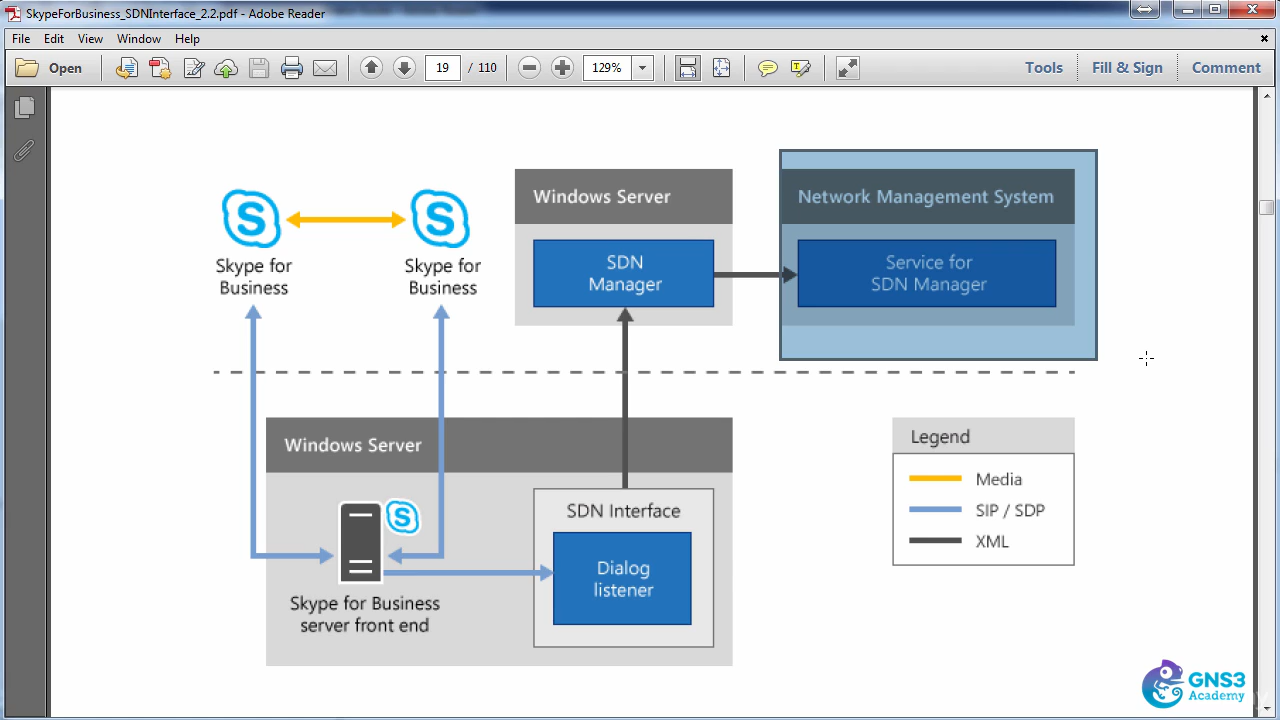 SkypeForBusiness_SDNInterface_2.2.pdf - Adobe Reader
File Edit View Window Help
Open 19 / 110 129% Tools Fill & Sign Comment
Windows Server
Network Management System
SDN
Manager
Service for
SDN Manager
Skype for
Business
Skype for
Business
Windows Server
Legend
Media
SIP / SDP
XML
SDN Interface
Dialog
listener
Skype for Business
server front end
GNS3
Academy